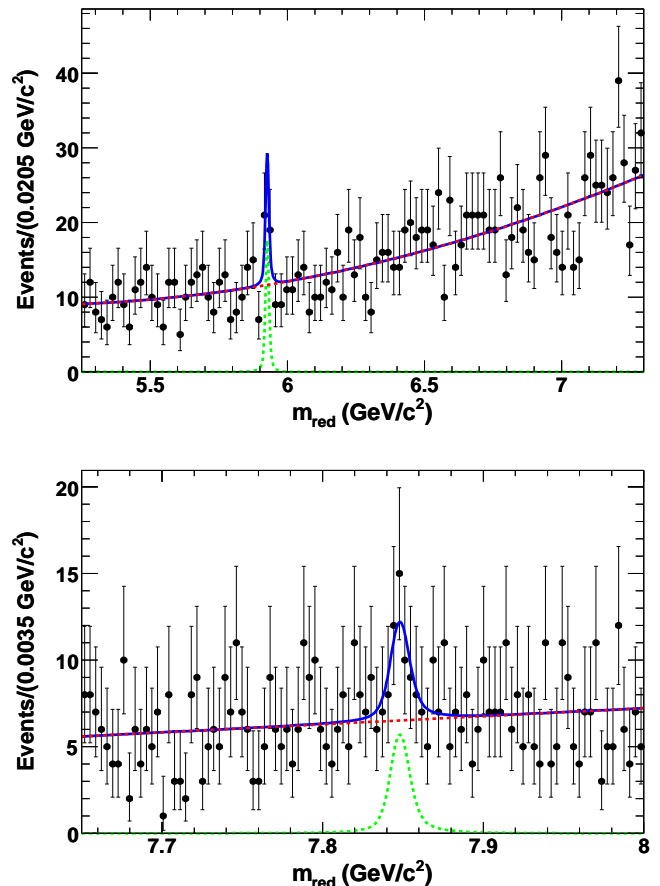 Events/(0.0205 GeV/c²)
40
30
20
10
0
5.5 6 6.5 7
m_red (GeV/c²)
Events/(0.0035 GeV/c²)
20
15
10
5
0
7.7 7.8 7.9 8
m_red (GeV/c²)